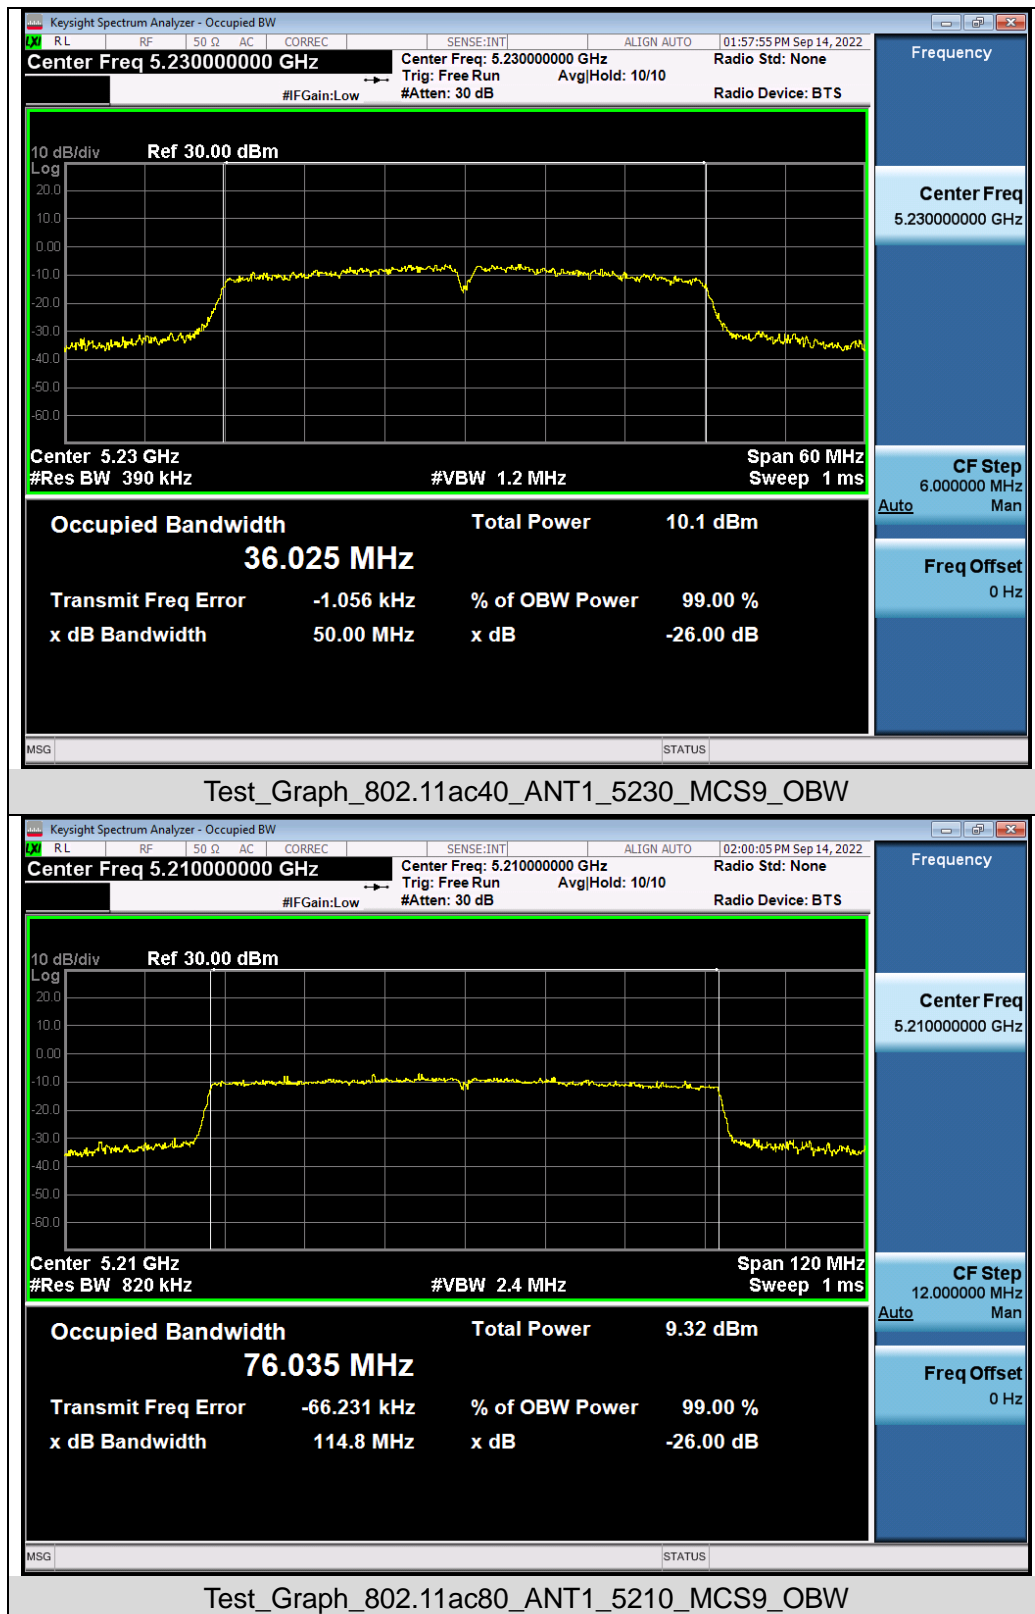 Keysight Spectrum Analyzer - Occupied BW
LXI RL RF 50 Ω AC CORREC SENSE:INT ALIGN AUTO 01:57:55 PM Sep 14, 2022
Center Freq 5.230000000 GHz
Center Freq: 5.230000000 GHz Radio Std: None
Trig: Free Run Avg|Hold: 10/10
#IFGain:Low #Atten: 30 dB Radio Device: BTS
Frequency
10 dB/div Ref 30.00 dBm
Log
20.0
10.0
0.00
-10.0
-20.0
-30.0
-40.0
-50.0
-60.0
Center Freq
5.230000000 GHz
Center 5.23 GHz Span 60 MHz
#Res BW 390 kHz #VBW 1.2 MHz Sweep 1 ms
CF Step
6.000000 MHz
Auto Man
Freq Offset
0 Hz
Occupied Bandwidth Total Power 10.1 dBm
36.025 MHz
Transmit Freq Error -1.056 kHz % of OBW Power 99.00 %
x dB Bandwidth 50.00 MHz x dB -26.00 dB
MSG STATUS
Test_Graph_802.11ac40_ANT1_5230_MCS9_OBW
Keysight Spectrum Analyzer - Occupied BW
LXI RL RF 50 Ω AC CORREC SENSE:INT ALIGN AUTO 02:00:05 PM Sep 14, 2022
Center Freq 5.210000000 GHz
Center Freq: 5.210000000 GHz Radio Std: None
Trig: Free Run Avg|Hold: 10/10
#IFGain:Low #Atten: 30 dB Radio Device: BTS
Frequency
10 dB/div Ref 30.00 dBm
Log
20.0
10.0
0.00
-10.0
-20.0
-30.0
-40.0
-50.0
-60.0
Center Freq
5.210000000 GHz
Center 5.21 GHz Span 120 MHz
#Res BW 820 kHz #VBW 2.4 MHz Sweep 1 ms
CF Step
12.000000 MHz
Auto Man
Freq Offset
0 Hz
Occupied Bandwidth Total Power 9.32 dBm
76.035 MHz
Transmit Freq Error -66.231 kHz % of OBW Power 99.00 %
x dB Bandwidth 114.8 MHz x dB -26.00 dB
MSG STATUS
Test_Graph_802.11ac80_ANT1_5210_MCS9_OBW